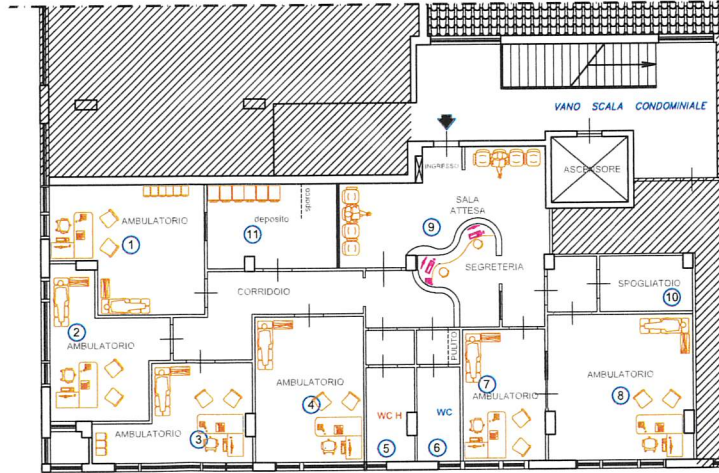 VANO SCALA CONDOMINIALE
INGRESSO
ASCENSORE
AMBULATORIO
1
deposito
sporco
11
SALA
ATTESA
9
SEGRETERIA
CORRIDOIO
SPOGLIATOIO
10
2
AMBULATORIO
PULITO
AMBULATORIO
4
7
AMBULATORIO
AMBULATORIO
8
WC H
WC
AMBULATORIO
3
5
6